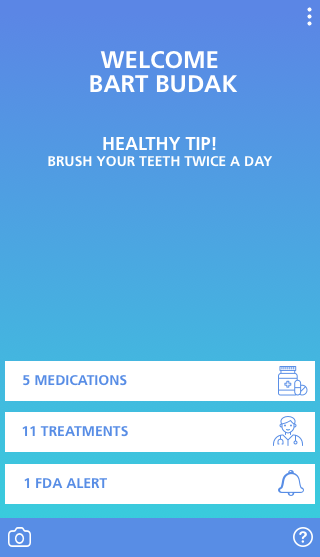 WELCOME
BART BUDAK
HEALTHY TIP!
BRUSH YOUR TEETH TWICE A DAY
5 MEDICATIONS
11 TREATMENTS
1 FDA ALERT
?